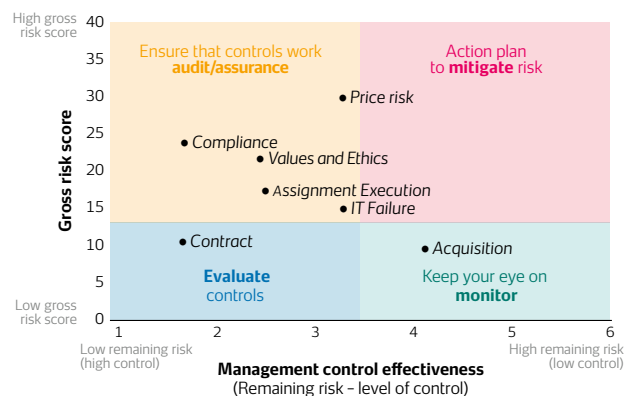 High gross
risk score
Gross risk score
Low gross
risk score
40
35
30
25
20
15
10
5
0
Ensure that controls work
audit/assurance
Action plan
to mitigate risk
Price risk
Compliance
Values and Ethics
Assignment Execution
IT Failure
Contract
Acquisition
Evaluate
controls
Keep your eye on
monitor
1 2 3 4 5 6
Low remaining risk
(high control)
High remaining risk
(low control)
Management control effectiveness
(Remaining risk – level of control)